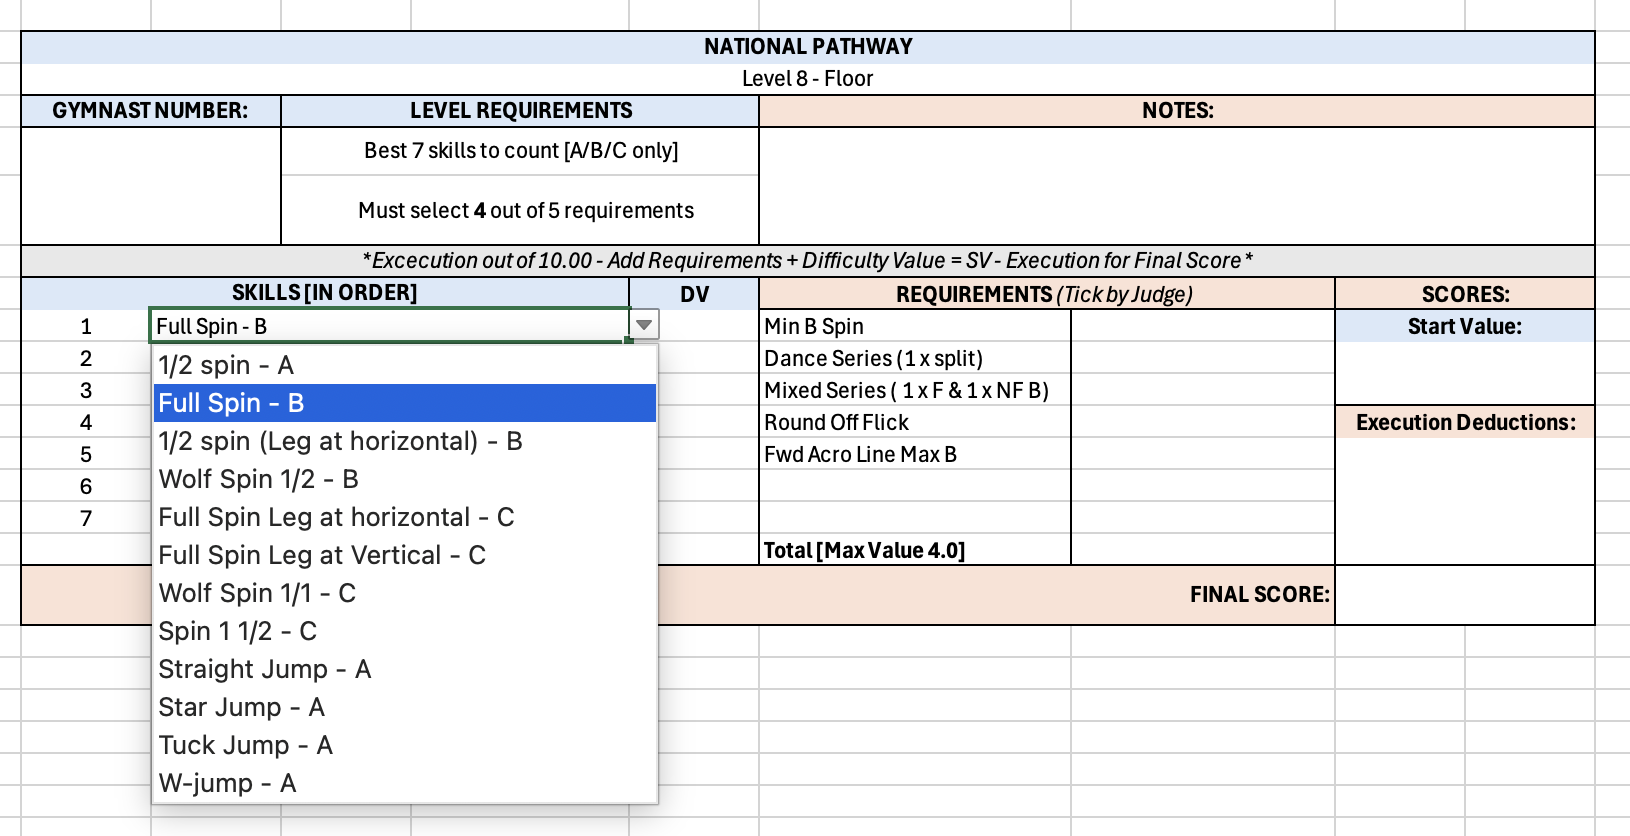 NATIONAL PATHWAY
Level 8 - Floor
GYMNAST NUMBER:
LEVEL REQUIREMENTS
NOTES:
Best 7 skills to count [A/B/C only]
Must select 4 out of 5 requirements
*Excecution out of 10.00 - Add Requirements + Difficulty Value = SV - Execution for Final Score*
SKILLS [IN ORDER]
DV
REQUIREMENTS (Tick by Judge)
SCORES:
1
Full Spin - B
Min B Spin
Start Value:
2
Dance Series (1 x split)
3
Mixed Series ( 1 x F & 1 x NF B)
4
Round Off Flick
Execution Deductions:
5
Fwd Acro Line Max B
6
7
Total [Max Value 4.0]
FINAL SCORE:
1/2 spin - A
Full Spin - B
1/2 spin (Leg at horizontal) - B
Wolf Spin 1/2 - B
Full Spin Leg at horizontal - C
Full Spin Leg at Vertical - C
Wolf Spin 1/1 - C
Spin 1 1/2 - C
Straight Jump - A
Star Jump - A
Tuck Jump - A
W-jump - A